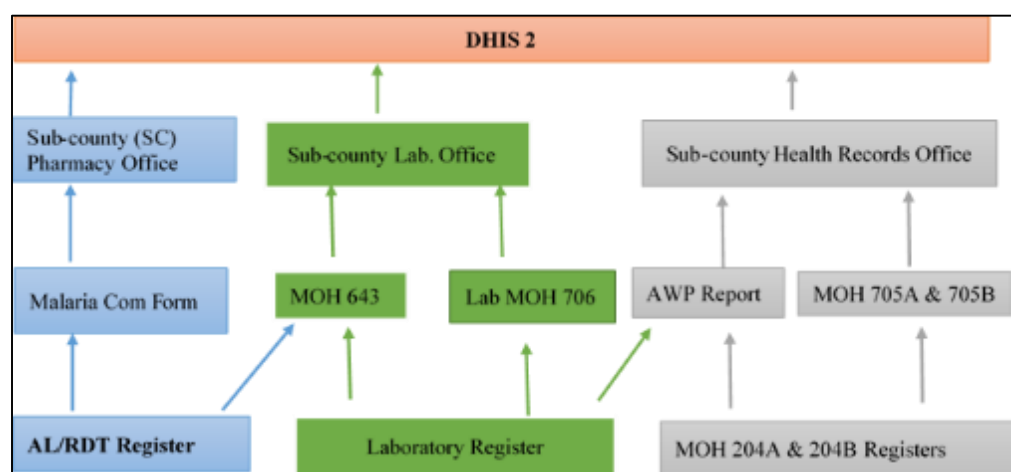 DHIS 2
Sub-county (SC)
Pharmacy Office
Sub-county Lab. Office
Sub-county Health Records Office
Malaria Com Form
MOH 643
Lab MOH 706
AWP Report
MOH 705A & 705B
AL/RDT Register
Laboratory Register
MOH 204A & 204B Registers